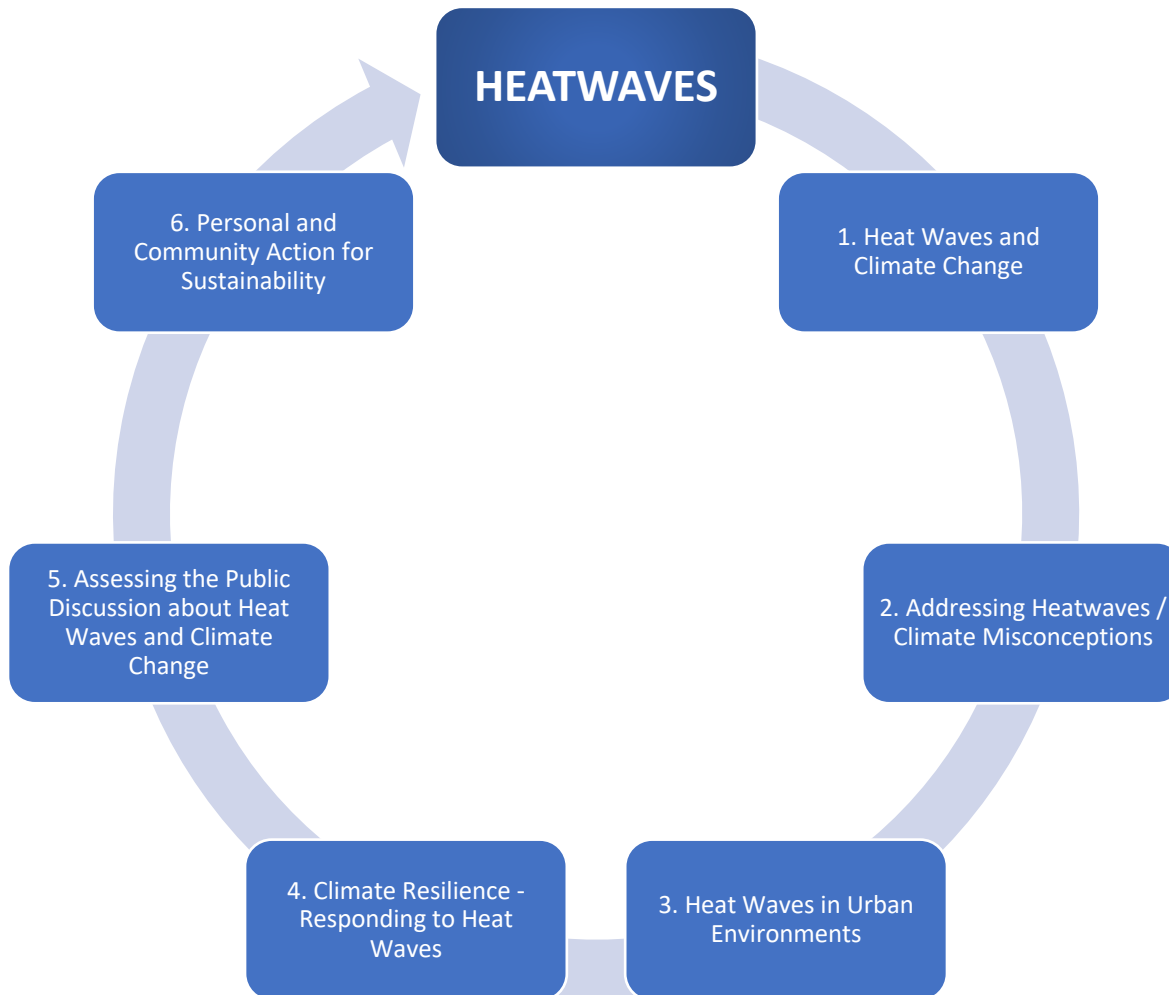 HEATWAVES
1. Heat Waves and
Climate Change
2. Addressing Heatwaves /
Climate Misconceptions
3. Heat Waves in Urban
Environments
4. Climate Resilience -
Responding to Heat
Waves
5. Assessing the Public
Discussion about Heat
Waves and Climate
Change
6. Personal and
Community Action for
Sustainability